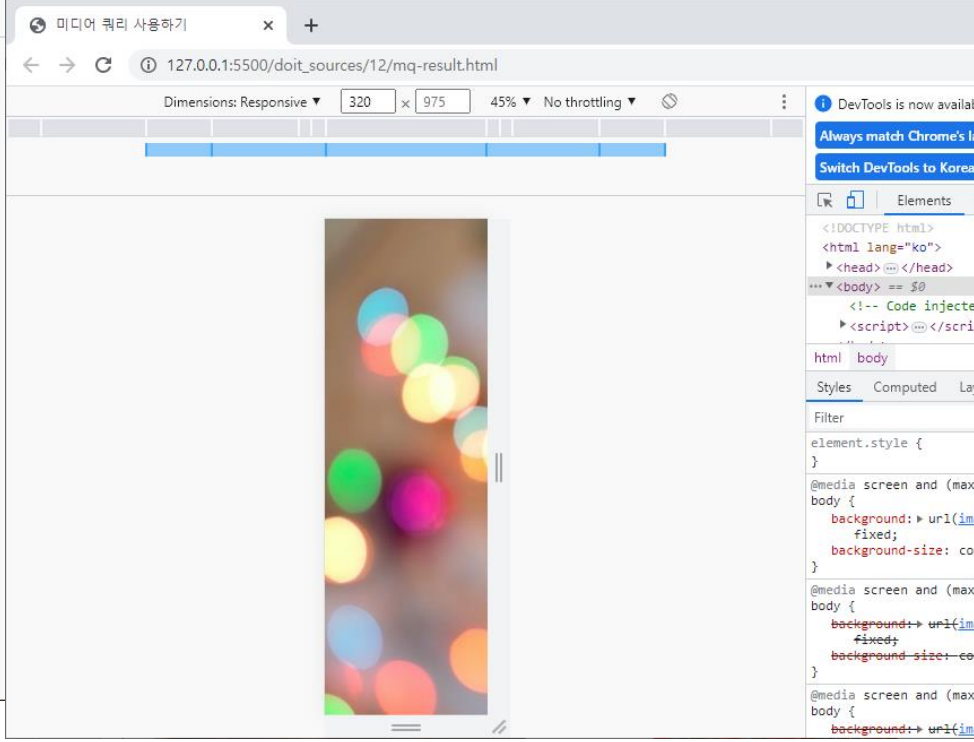 미디어 쿼리 사용하기
127.0.0.1:5500/doit_sources/12/mq-result.html
Dimensions: Responsive ▼ 320 × 975 45% ▼ No throttling ▼
DevTools is now availab
Always match Chrome's la
Switch DevTools to Korea
Elements
<!DOCTYPE html>
<html lang="ko">
▶<head>⋯</head>
⋯▼<body> == $0
<!-- Code injecte
▶<script>⋯</scri
html body
Styles Computed La
Filter
element.style {
}
@media screen and (max
body {
background:▶url(im
fixed;
background-size: co
}
@media screen and (max
body {
background:▶url(im
fixed;
background-size: co
}
@media screen and (max
body {
background:▶url(im